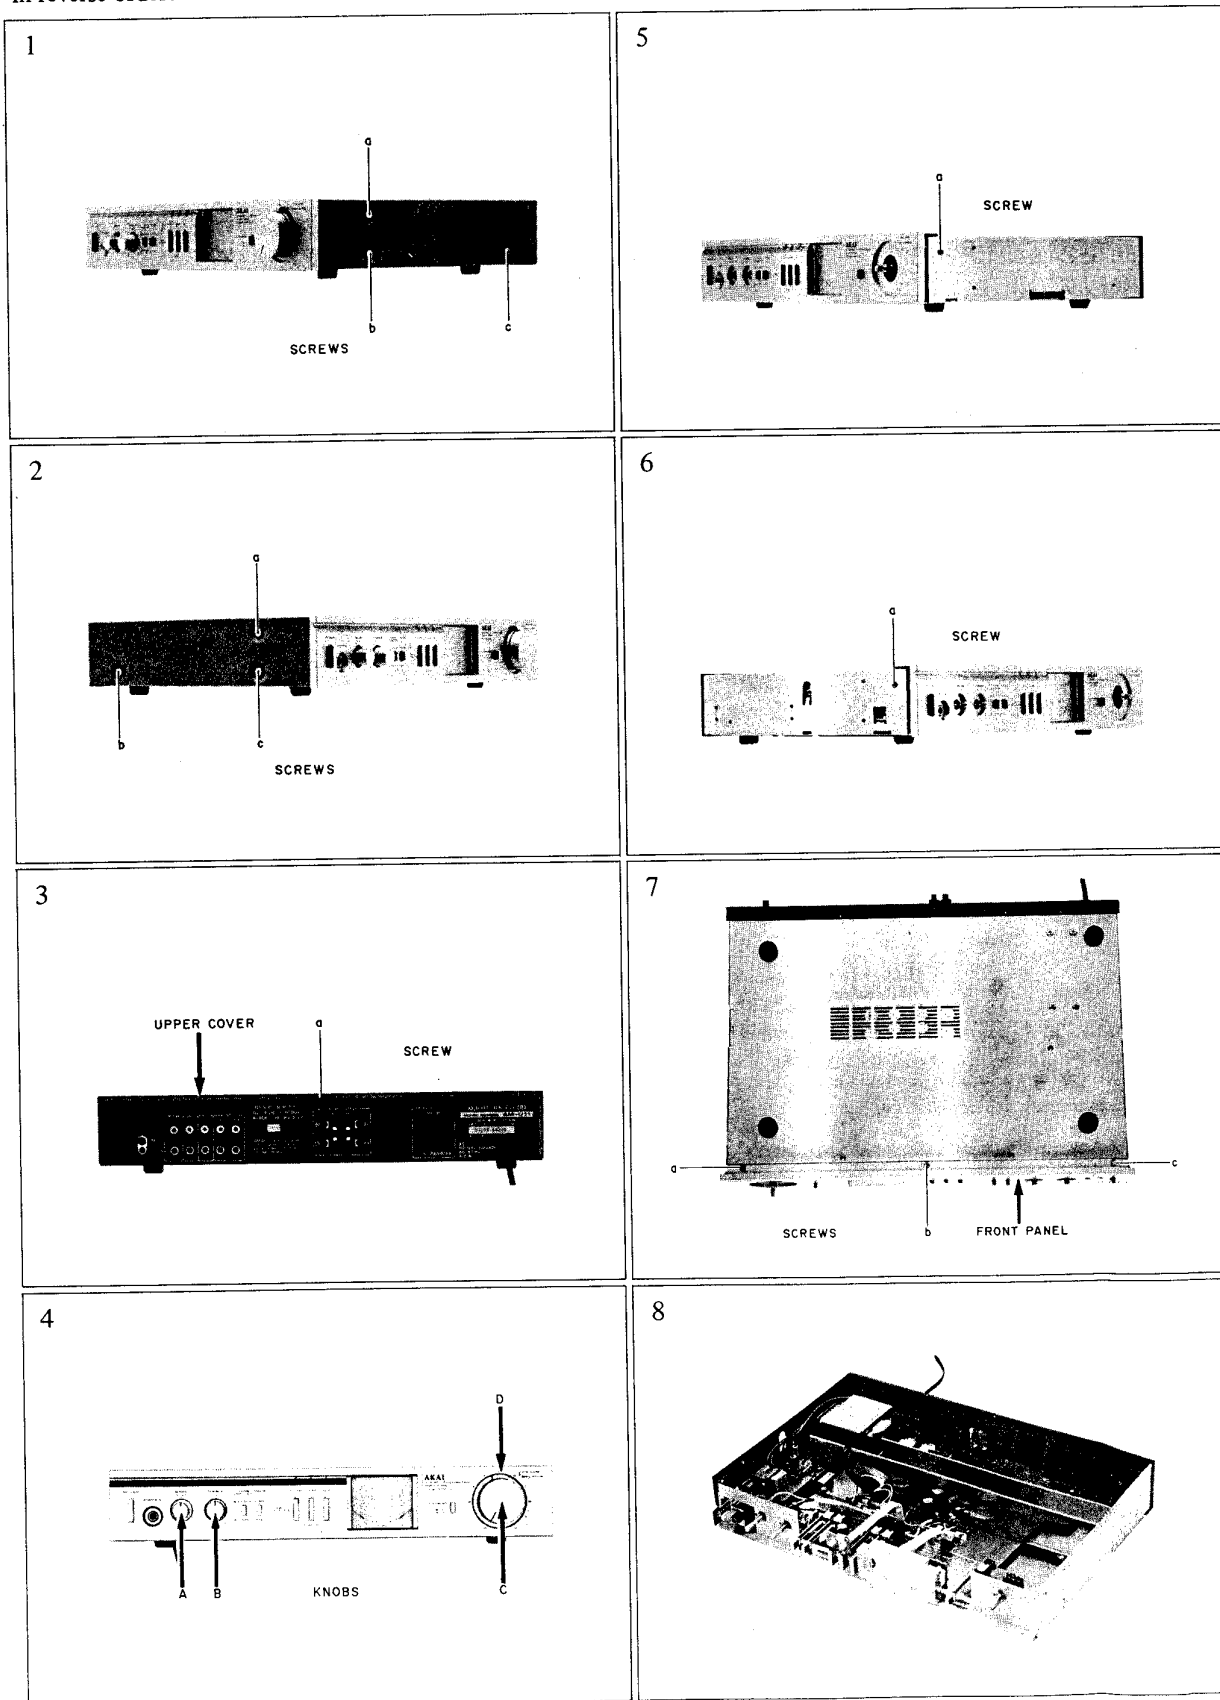 in reverse order.
1
a
b
c
SCREWS
2
a
b
c
SCREWS
3
UPPER COVER
a
SCREW
4
D
AKAI
A
B
C
KNOBS
5
a
SCREW
6
a
SCREW
7
a
c
SCREWS
b
FRONT PANEL
8